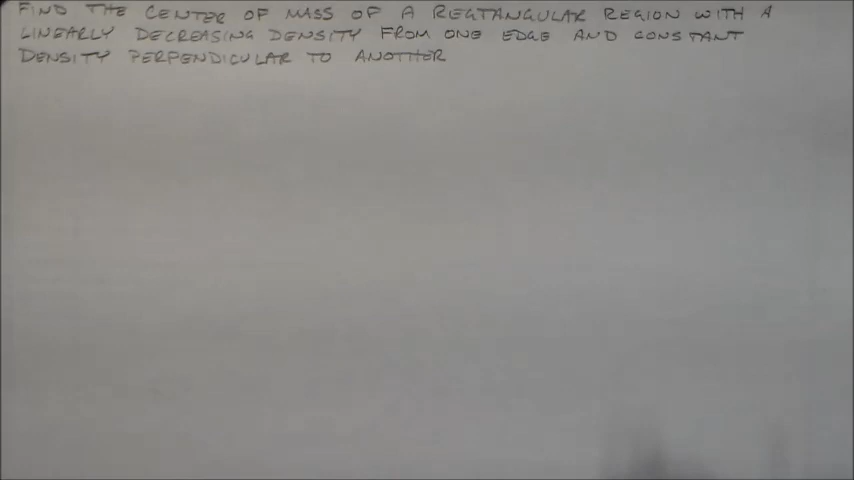 FIND THE CENTER OF MASS OF A RECTANGULAR REGION WITH A
LINEARLY DECREASING DENSITY FROM ONE EDGE AND CONSTANT
DENSITY PERPENDICULAR TO ANOTHER